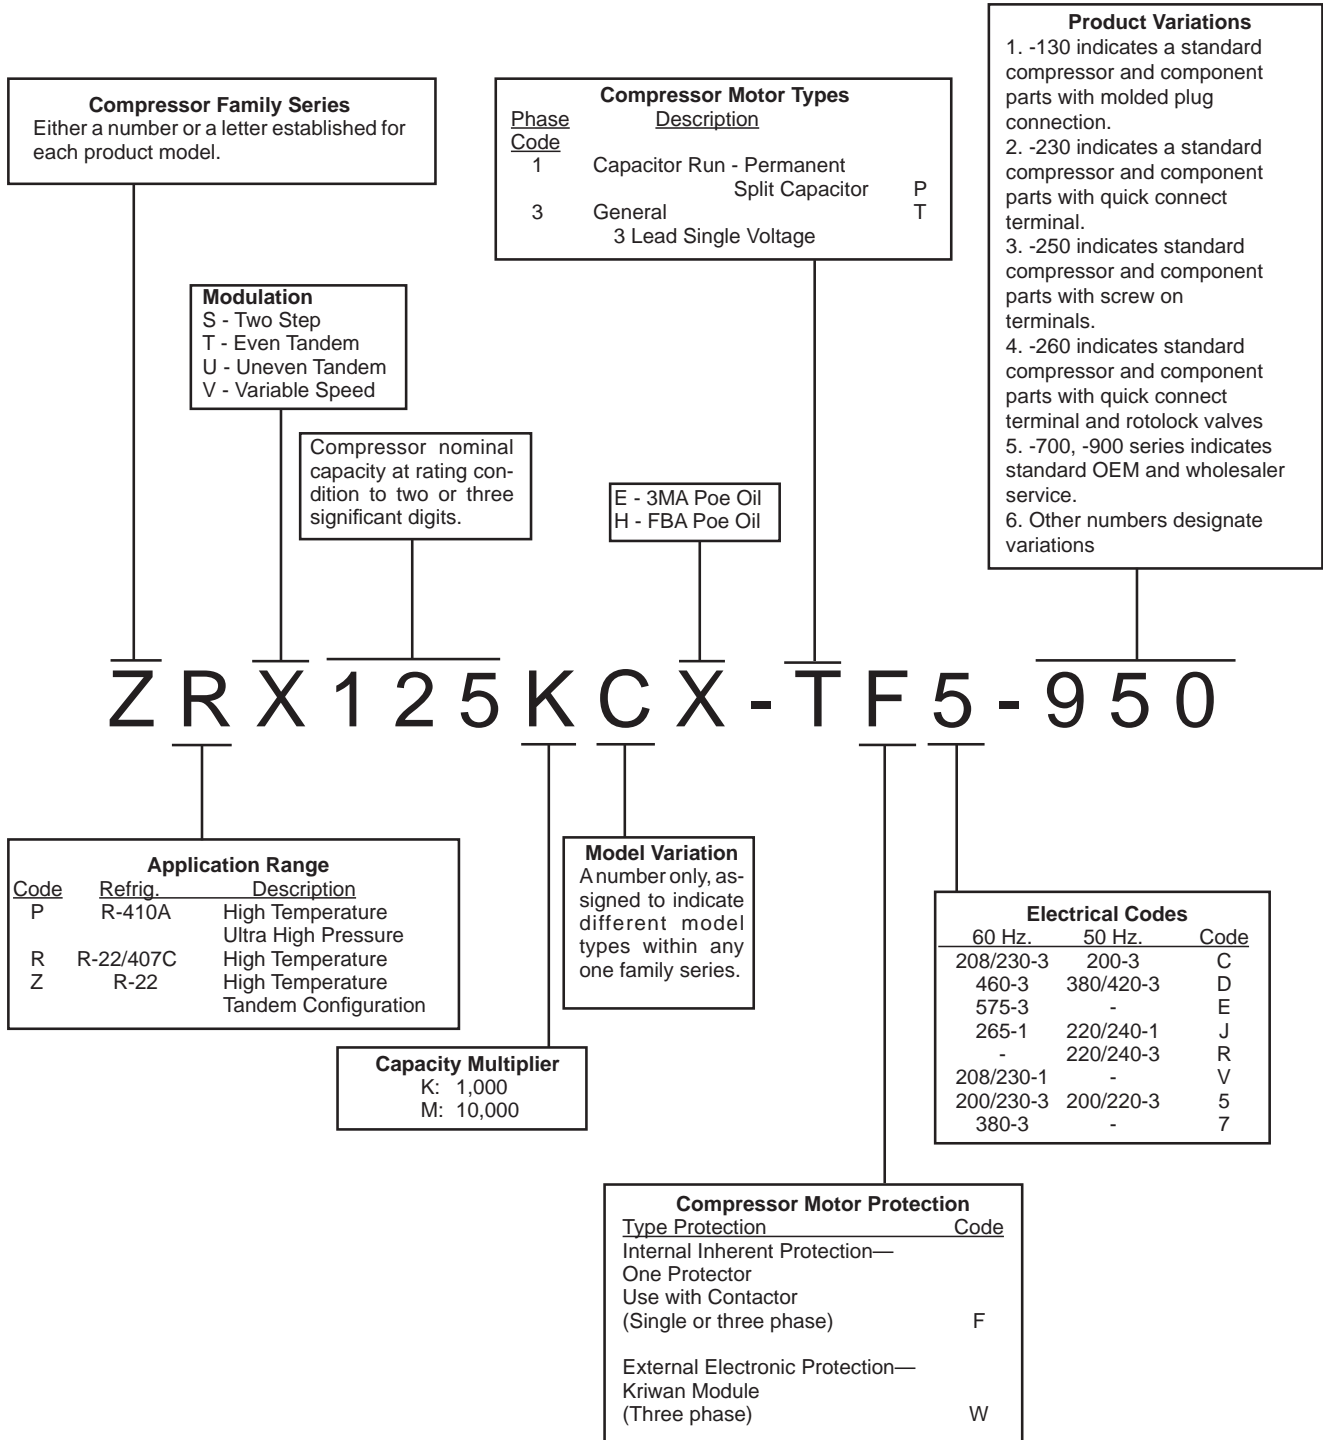 Product Variations
1. -130 indicates a standard
compressor and component
parts with molded plug
connection.
2. -230 indicates a standard
compressor and component
parts with quick connect
terminal.
3. -250 indicates standard
compressor and component
parts with screw on
terminals.
4. -260 indicates standard
compressor and component
parts with quick connect
terminal and rotolock valves
5. -700, -900 series indicates
standard OEM and wholesaler
service.
6. Other numbers designate
variations
Compressor Family Series
Either a number or a letter established for
each product model.
Compressor Motor Types
Phase Description
Code
1 Capacitor Run - Permanent
Split Capacitor P
3 General T
3 Lead Single Voltage
Modulation
S - Two Step
T - Even Tandem
U - Uneven Tandem
V - Variable Speed
Compressor nominal
capacity at rating con-
dition to two or three
significant digits.
E - 3MA Poe Oil
H - FBA Poe Oil
Z R X 1 2 5 K C X - T F 5 - 9 5 0
Application Range
Code Refrig. Description
P R-410A High Temperature
Ultra High Pressure
R R-22/407C High Temperature
Z R-22 High Temperature
Tandem Configuration
Model Variation
A number only, as-
signed to indicate
different model
types within any
one family series.
Capacity Multiplier
K: 1,000
M: 10,000
Electrical Codes
60 Hz. 50 Hz. Code
208/230-3 200-3 C
460-3 380/420-3 D
575-3 - E
265-1 220/240-1 J
- 220/240-3 R
208/230-1 - V
200/230-3 200/220-3 5
380-3 - 7
Compressor Motor Protection
Type Protection Code
Internal Inherent Protection—
One Protector
Use with Contactor
(Single or three phase) F
External Electronic Protection—
Kriwan Module
(Three phase) W